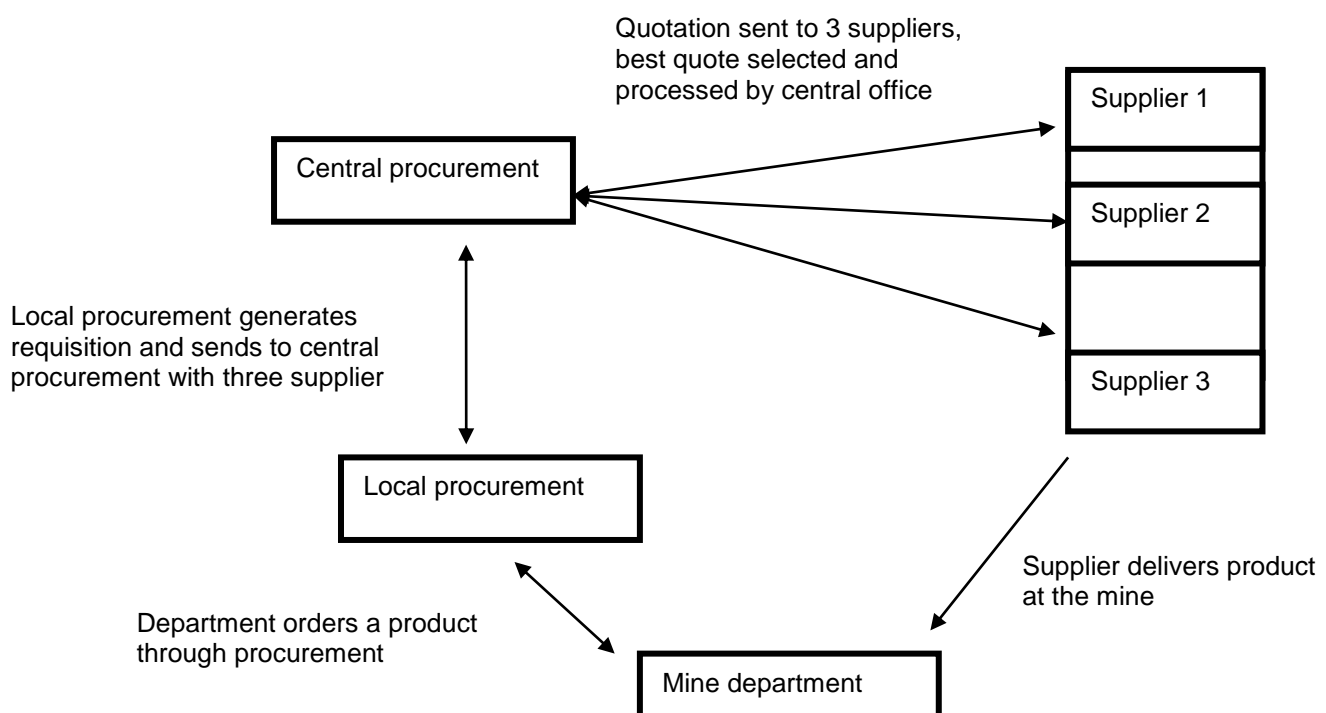 Quotation sent to 3 suppliers,
best quote selected and
processed by central office
Supplier 1
Central procurement
Supplier 2
Local procurement generates
requisition and sends to central
procurement with three supplier
Supplier 3
Local procurement
Supplier delivers product
at the mine
Department orders a product
through procurement
Mine department